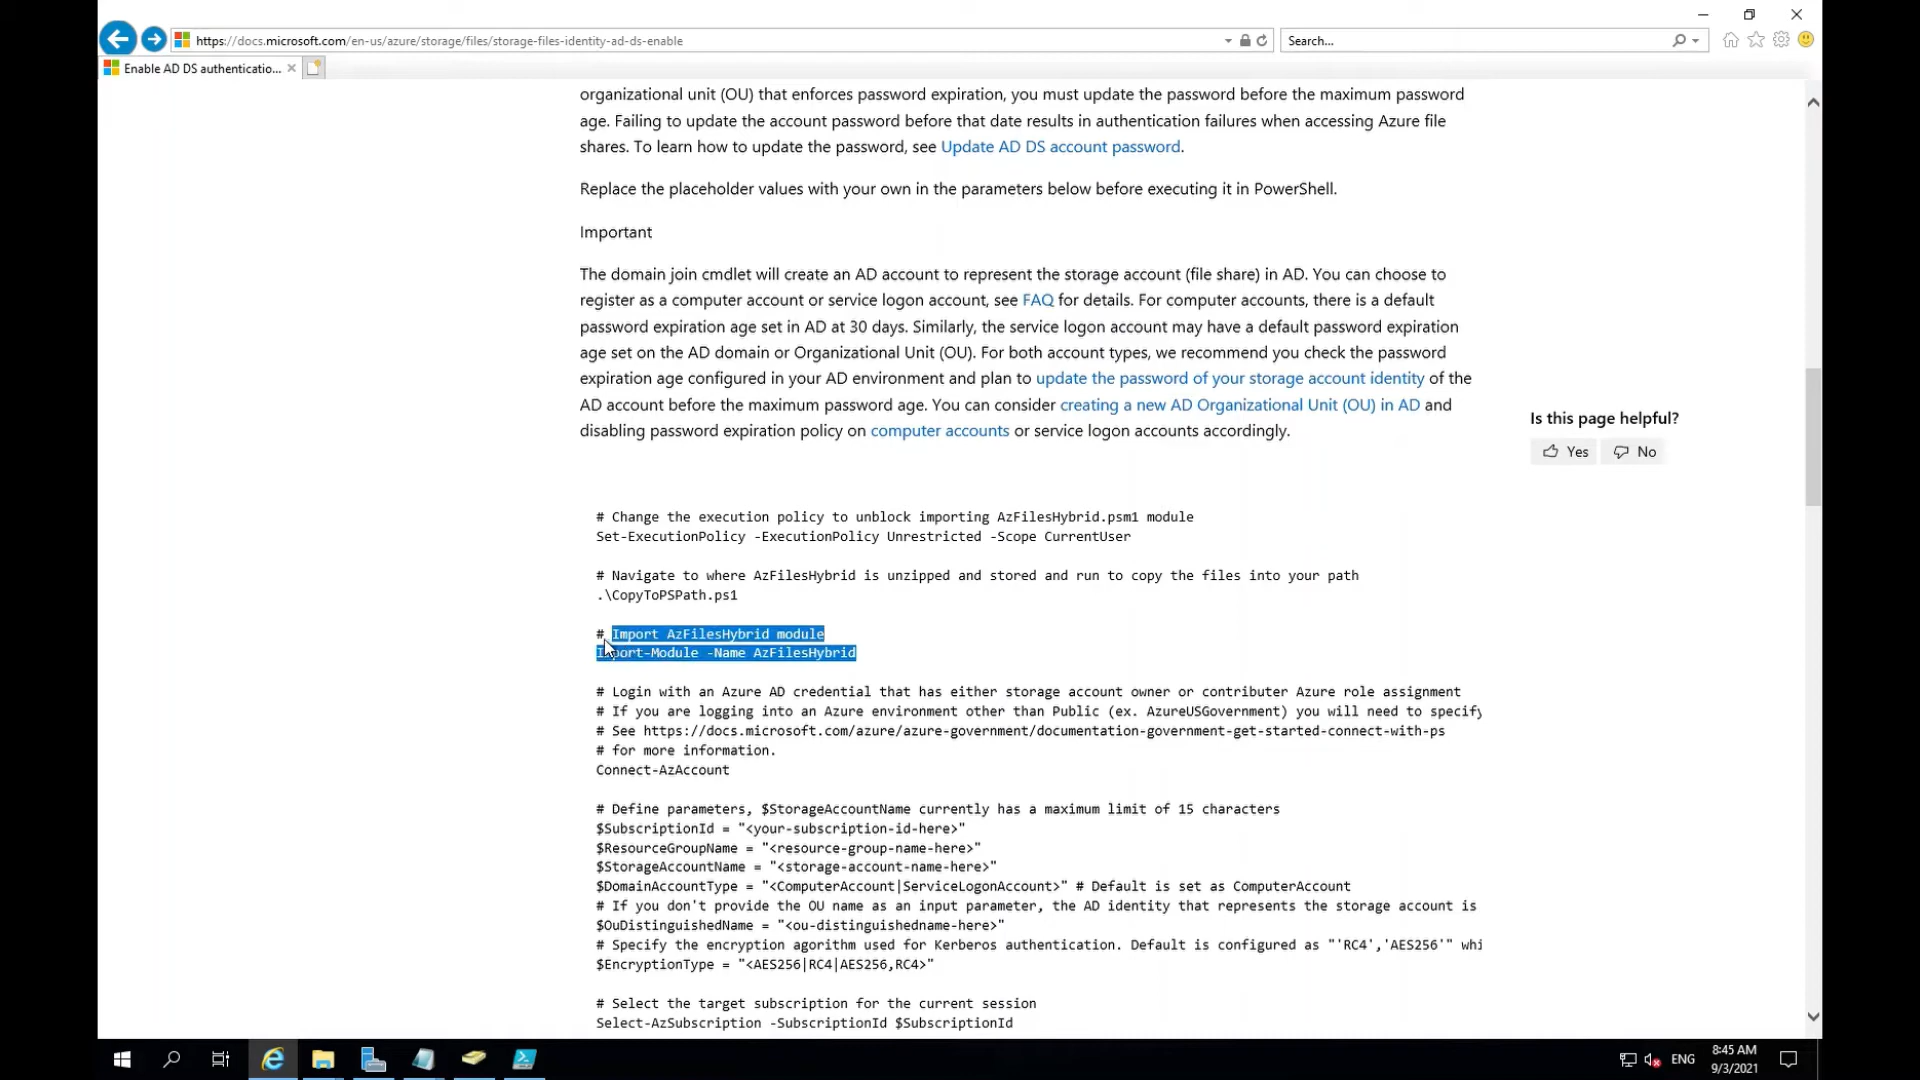 https://docs.microsoft.com/en-us/azure/storage/files/storage-files-identity-ad-ds-enable
Search...
Enable AD DS authenticatio...
organizational unit (OU) that enforces password expiration, you must update the password before the maximum password
age. Failing to update the account password before that date results in authentication failures when accessing Azure file
shares. To learn how to update the password, see Update AD DS account password.
Replace the placeholder values with your own in the parameters below before executing it in PowerShell.
Important
The domain join cmdlet will create an AD account to represent the storage account (file share) in AD. You can choose to
register as a computer account or service logon account, see FAQ for details. For computer accounts, there is a default
password expiration age set in AD at 30 days. Similarly, the service logon account may have a default password expiration
age set on the AD domain or Organizational Unit (OU). For both account types, we recommend you check the password
expiration age configured in your AD environment and plan to update the password of your storage account identity of the
AD account before the maximum password age. You can consider creating a new AD Organizational Unit (OU) in AD and
disabling password expiration policy on computer accounts or service logon accounts accordingly.
Is this page helpful?
Yes No
# Change the execution policy to unblock importing AzFilesHybrid.psm1 module
Set-ExecutionPolicy -ExecutionPolicy Unrestricted -Scope CurrentUser
# Navigate to where AzFilesHybrid is unzipped and stored and run to copy the files into your path
.\CopyToPSPath.ps1
# Import AzFilesHybrid module
Import-Module -Name AzFilesHybrid
# Login with an Azure AD credential that has either storage account owner or contributer Azure role assignment
# If you are logging into an Azure environment other than Public (ex. AzureUSGovernment) you will need to specify
# See https://docs.microsoft.com/azure/azure-government/documentation-government-get-started-connect-with-ps
# for more information.
Connect-AzAccount
# Define parameters, $StorageAccountName currently has a maximum limit of 15 characters
$SubscriptionId = "<your-subscription-id-here>"
$ResourceGroupName = "<resource-group-name-here>"
$StorageAccountName = "<storage-account-name-here>"
$DomainAccountType = "<ComputerAccount|ServiceLogonAccount>" # Default is set as ComputerAccount
# If you don't provide the OU name as an input parameter, the AD identity that represents the storage account is
$OuDistinguishedName = "<ou-distinguishedname-here>"
# Specify the encryption agorithm used for Kerberos authentication. Default is configured as "'RC4','AES256'" whi
$EncryptionType = "<AES256|RC4|AES256,RC4>"
# Select the target subscription for the current session
Select-AzSubscription -SubscriptionId $SubscriptionId
ENG
8:45 AM
9/3/2021